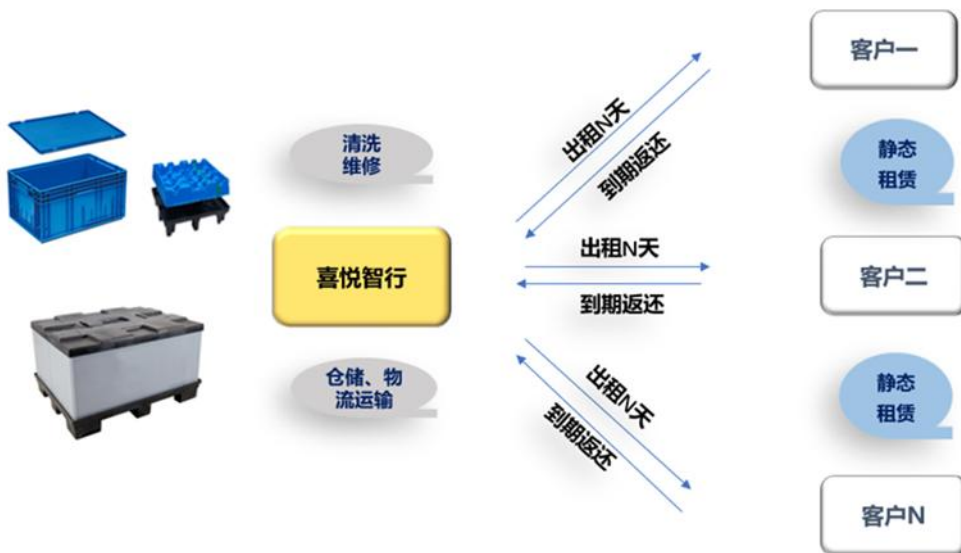 客户一
出租N天
到期返还
清洗
维修
静态
租赁
喜悦智行
出租N天
到期返还
客户二
仓储、物
流运输
出租N天
到期返还
静态
租赁
客户N